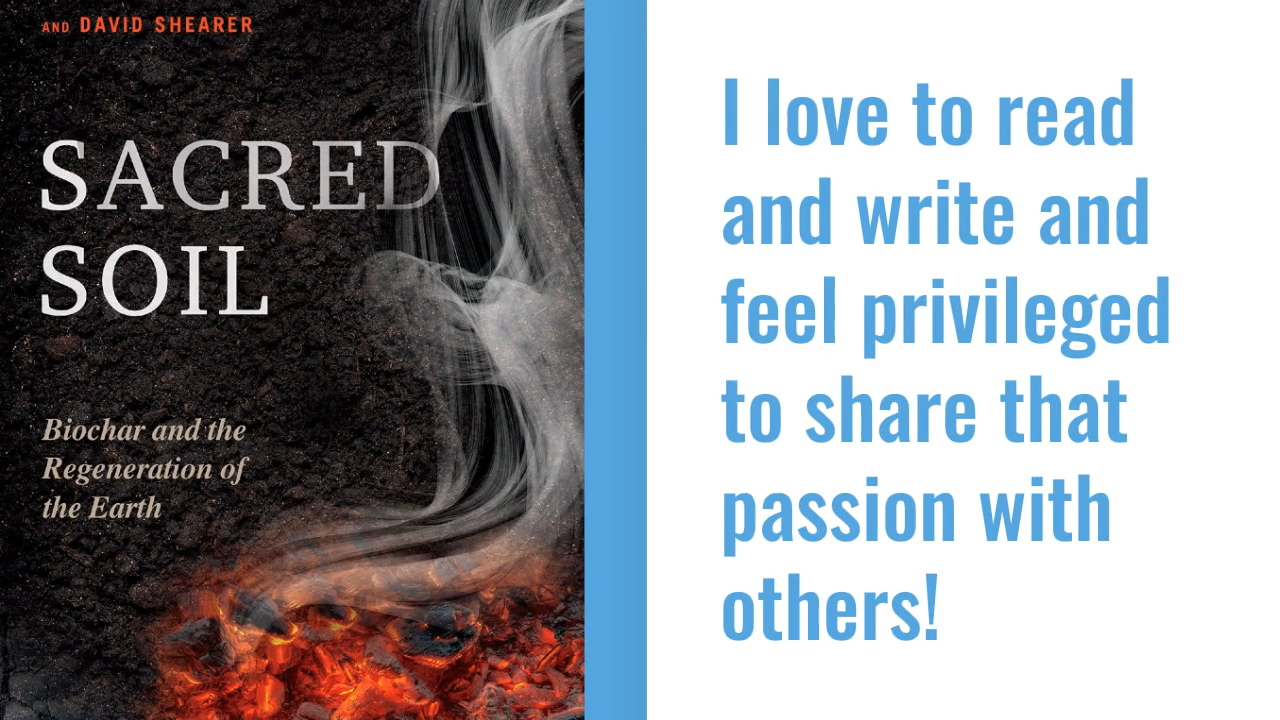 AND DAVID SHEARER
SACRED
SOIL
Biochar and the
Regeneration of
the Earth
I love to read
and write and
feel privileged
to share that
passion with
others!